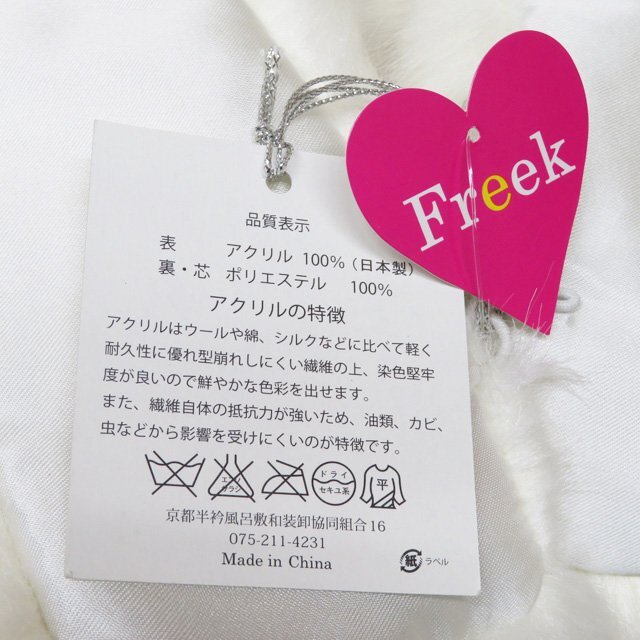 Freek
品質表示
表 アクリル 100%（日本製）
裏・芯 ポリエステル 100%
アクリルの特徴
アクリルはウールや綿、シルクなどに比べて軽く
耐久性に優れ型崩れしにくい繊維の上、染色堅牢
度が良いので鮮やかな色彩を出せます。
また、繊維自体の抵抗力が強いため、油類、カビ、
虫などから影響を受けにくいのが特徴です。
エンソ
サラシ
ドライ
セキユ系
平
京都半衿風呂敷和装卸協同組合16
075-211-4231
Made in China
紙 ラベル